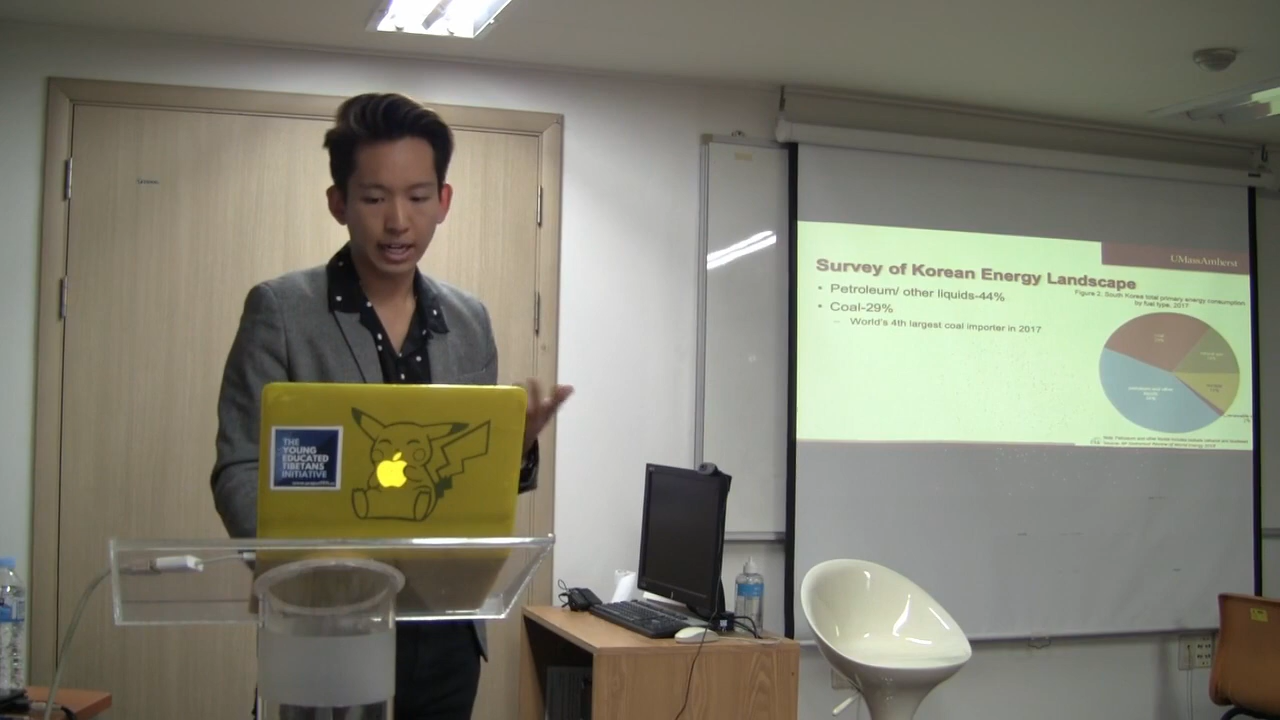 UMassAmherst
Survey of Korean Energy Landscape
• Petroleum/ other liquids-44%
• Coal-29%
– World's 4th largest coal importer in 2017
Figure 2. South Korea total primary energy consumption
by fuel type, 2017
THE
YOUNG
EDUCATED
TIBETANS
INITIATIVE